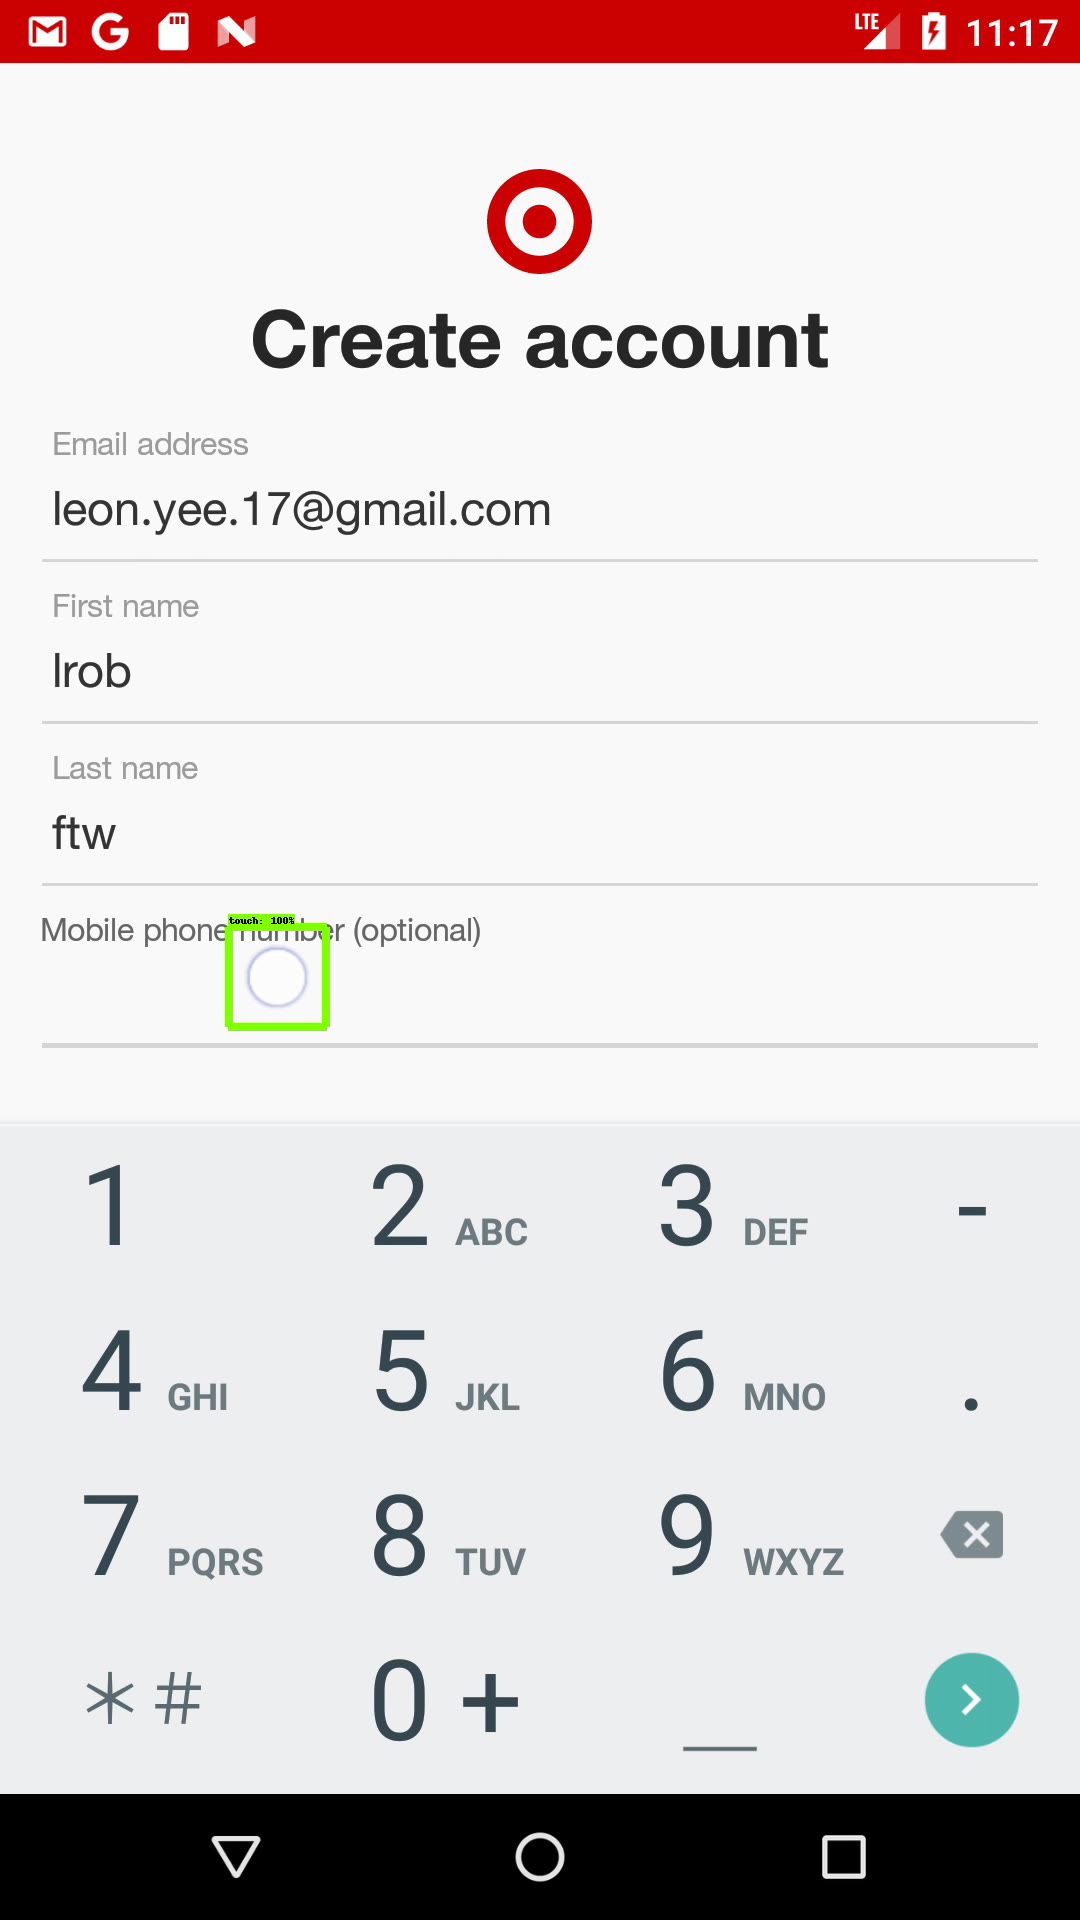 LTE 11:17
Create account
Email address
leon.yee.17@gmail.com
First name
lrob
Last name
ftw
touch: 100%
Mobile phone number (optional)
1 2 ABC 3 DEF -
4 GHI 5 JKL 6 MNO .
7 PQRS 8 TUV 9 WXYZ
*# 0 +